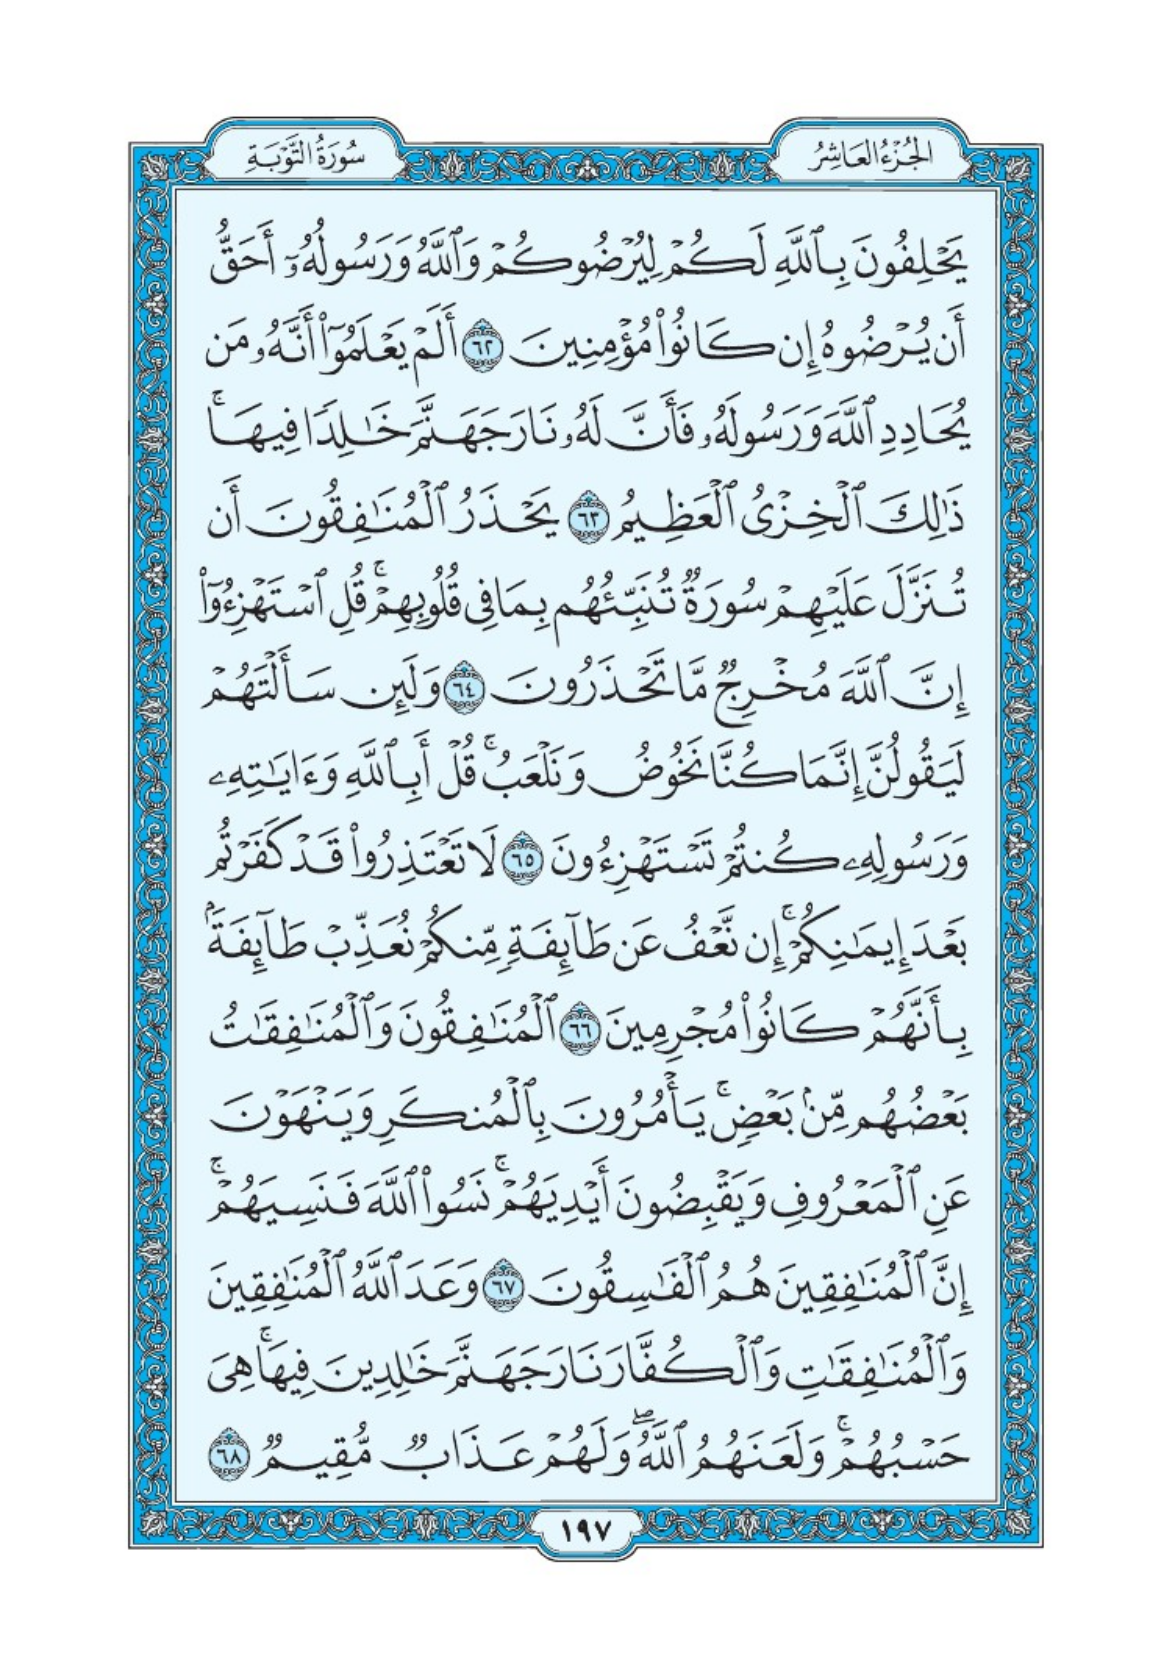 الجُزْءُ العَاشِرُ
سُورَةُ التَّوْبَةِ
يَحْلِفُونَ بِٱللَّهِ لَكُمْ لِيُرْضُوكُمْ وَٱللَّهُ وَرَسُولُهُۥٓ أَحَقُّ
أَن يُرْضُوهُ إِن كَانُوا۟ مُؤْمِنِينَ ٦٢ أَلَمْ يَعْلَمُوٓا۟ أَنَّهُۥ مَن
يُحَادِدِ ٱللَّهَ وَرَسُولَهُۥ فَأَنَّ لَهُۥ نَارَ جَهَنَّمَ خَٰلِدًا فِيهَا ۚ
ذَٰلِكَ ٱلْخِزْىُ ٱلْعَظِيمُ ٦٣ يَحْذَرُ ٱلْمُنَٰفِقُونَ أَن
تُنَزَّلَ عَلَيْهِمْ سُورَةٌ تُنَبِّئُهُم بِمَا فِى قُلُوبِهِمْ ۚ قُلِ ٱسْتَهْزِءُوٓا۟
إِنَّ ٱللَّهَ مُخْرِجٌ مَّا تَحْذَرُونَ ٦٤ وَلَئِن سَأَلْتَهُمْ
لَيَقُولُنَّ إِنَّمَا كُنَّا نَخُوضُ وَنَلْعَبُ ۚ قُلْ أَبِٱللَّهِ وَءَايَٰتِهِۦ
وَرَسُولِهِۦ كُنتُمْ تَسْتَهْزِءُونَ ٦٥ لَا تَعْتَذِرُوا۟ قَدْ كَفَرْتُم
بَعْدَ إِيمَٰنِكُمْ ۚ إِن نَّعْفُ عَن طَآئِفَةٍ مِّنكُمْ نُعَذِّبْ طَآئِفَةًۢ
بِأَنَّهُمْ كَانُوا۟ مُجْرِمِينَ ٦٦ ٱلْمُنَٰفِقُونَ وَٱلْمُنَٰفِقَٰتُ
بَعْضُهُم مِّنۢ بَعْضٍ ۚ يَأْمُرُونَ بِٱلْمُنكَرِ وَيَنْهَوْنَ
عَنِ ٱلْمَعْرُوفِ وَيَقْبِضُونَ أَيْدِيَهُمْ ۚ نَسُوا۟ ٱللَّهَ فَنَسِيَهُمْ ۚ
إِنَّ ٱلْمُنَٰفِقِينَ هُمُ ٱلْفَٰسِقُونَ ٦٧ وَعَدَ ٱللَّهُ ٱلْمُنَٰفِقِينَ
وَٱلْمُنَٰفِقَٰتِ وَٱلْكُفَّارَ نَارَ جَهَنَّمَ خَٰلِدِينَ فِيهَا ۚ هِىَ
حَسْبُهُمْ ۚ وَلَعَنَهُمُ ٱللَّهُ ۖ وَلَهُمْ عَذَابٌ مُّقِيمٌ ٦٨
١٩٧